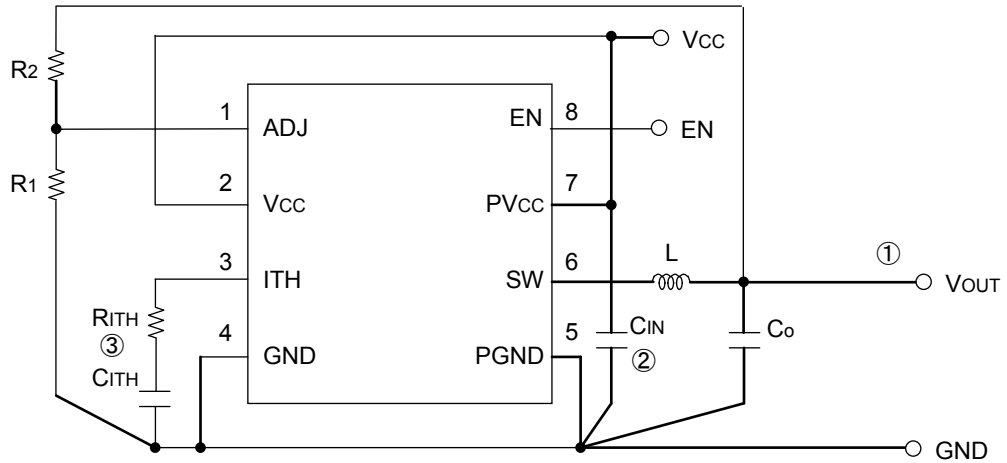 VCC
R2
1
ADJ
EN
8
EN
R1
2
VCC
PVCC
7
3
ITH
SW
6
L
①
VOUT
RITH
③
CITH
4
GND
PGND
5
CIN
②
Co
GND